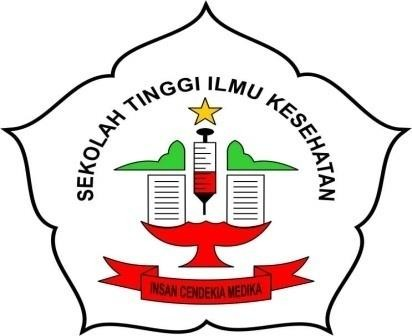 SEKOLAH TINGGI ILMU KESEHATAN
INSAN CENDEKIA MEDIKA